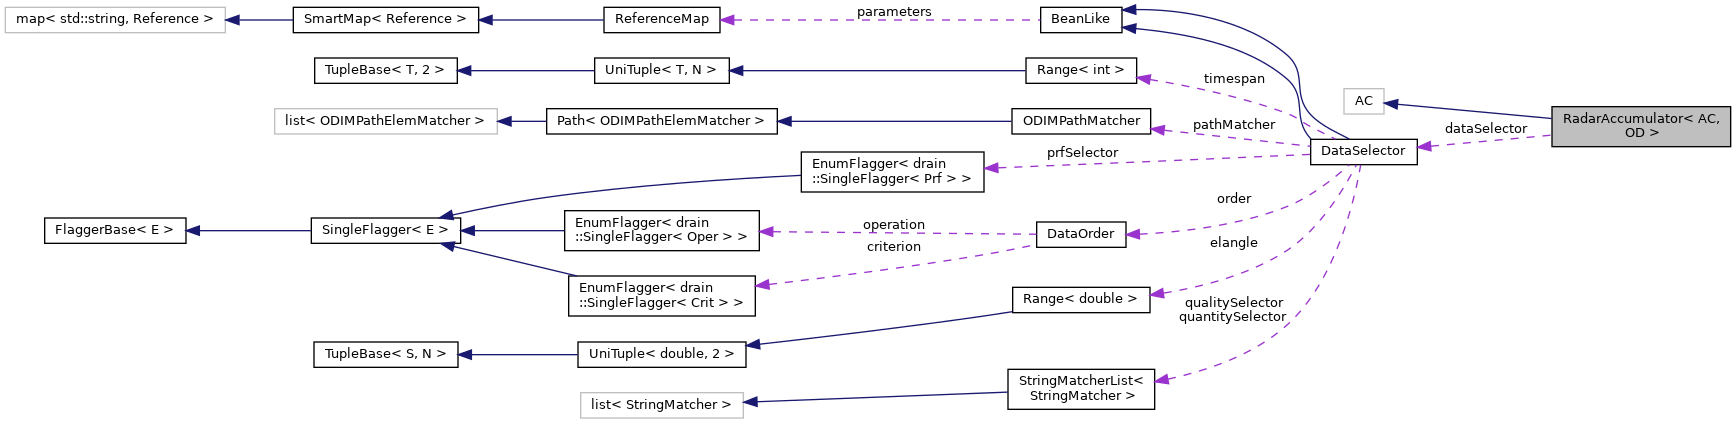 map< std::string, Reference >
SmartMap< Reference >
ReferenceMap
parameters
BeanLike
TupleBase< T, 2 >
UniTuple< T, N >
Range< int >
timespan
list< ODIMPathElemMatcher >
Path< ODIMPathElemMatcher >
ODIMPathMatcher
pathMatcher
AC
RadarAccumulator< AC,
OD >
dataSelector
DataSelector
prfSelector
EnumFlagger< drain
::SingleFlagger< Prf > >
order
FlaggerBase< E >
SingleFlagger< E >
EnumFlagger< drain
::SingleFlagger< Oper > >
operation
criterion
DataOrder
elangle
EnumFlagger< drain
::SingleFlagger< Crit > >
Range< double >
qualitySelector
quantitySelector
TupleBase< S, N >
UniTuple< double, 2 >
StringMatcherList<
StringMatcher >
list< StringMatcher >